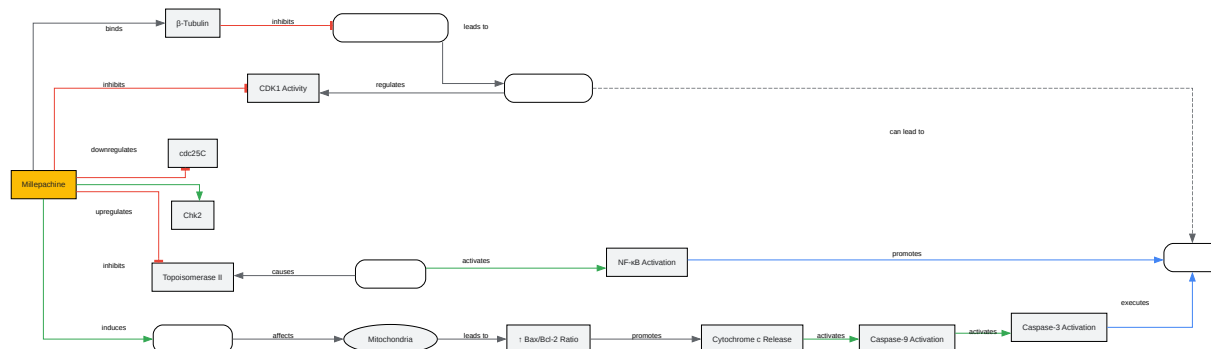 binds
β-Tubulin
inhibits
leads to
inhibits
CDK1 Activity
regulates
can lead to
downregulates
cdc25C
Millepachine
Chk2
upregulates
inhibits
Topoisomerase II
causes
activates
NF-κB Activation
promotes
induces
affects
Mitochondria
leads to
↑ Bax/Bcl-2 Ratio
promotes
Cytochrome c Release
activates
Caspase-9 Activation
activates
Caspase-3 Activation
executes